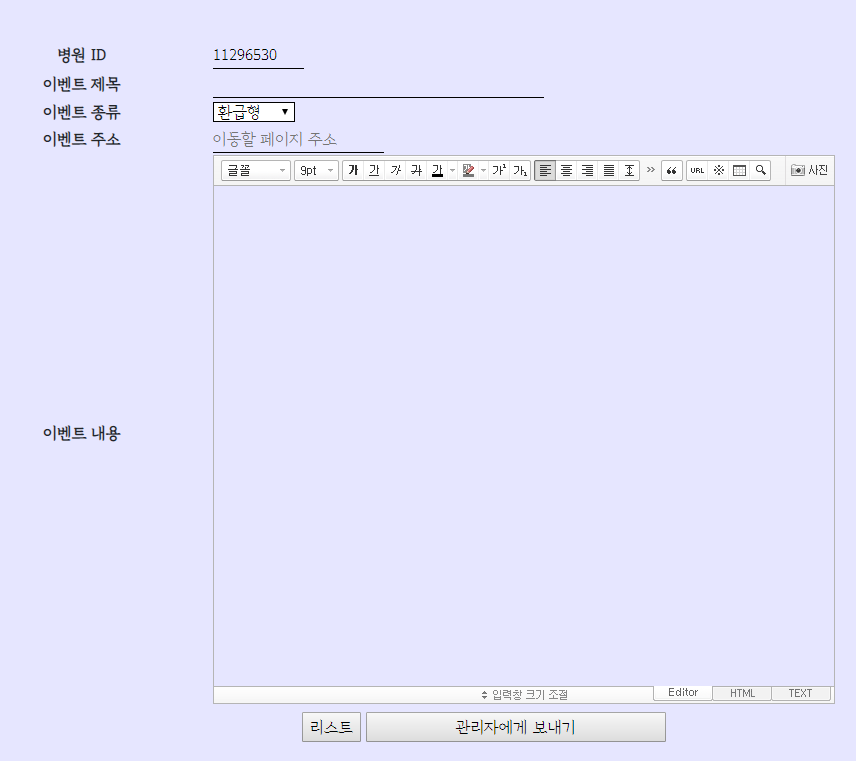 병원 ID 11296530
이벤트 제목
이벤트 종류 환급형
이벤트 주소 이동할 페이지 주소
글꼴 9pt 가 가 가 가 가 가² 가₁ URL ※ 사진
이벤트 내용
입력창 크기 조절 Editor HTML TEXT
리스트 관리자에게 보내기